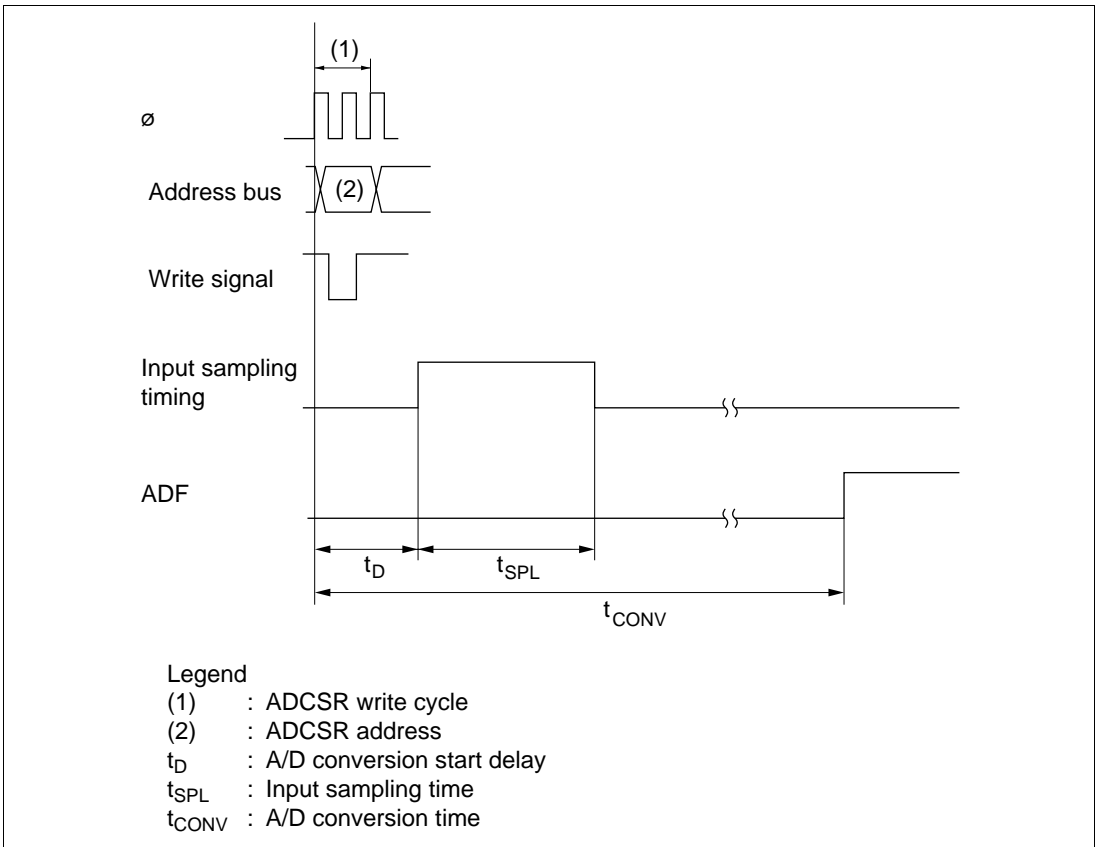 (1)
ø
Address bus
(2)
Write signal
Input sampling
timing
ADF
tD
tSPL
tCONV
Legend
(1) : ADCSR write cycle
(2) : ADCSR address
tD : A/D conversion start delay
tSPL : Input sampling time
tCONV : A/D conversion time